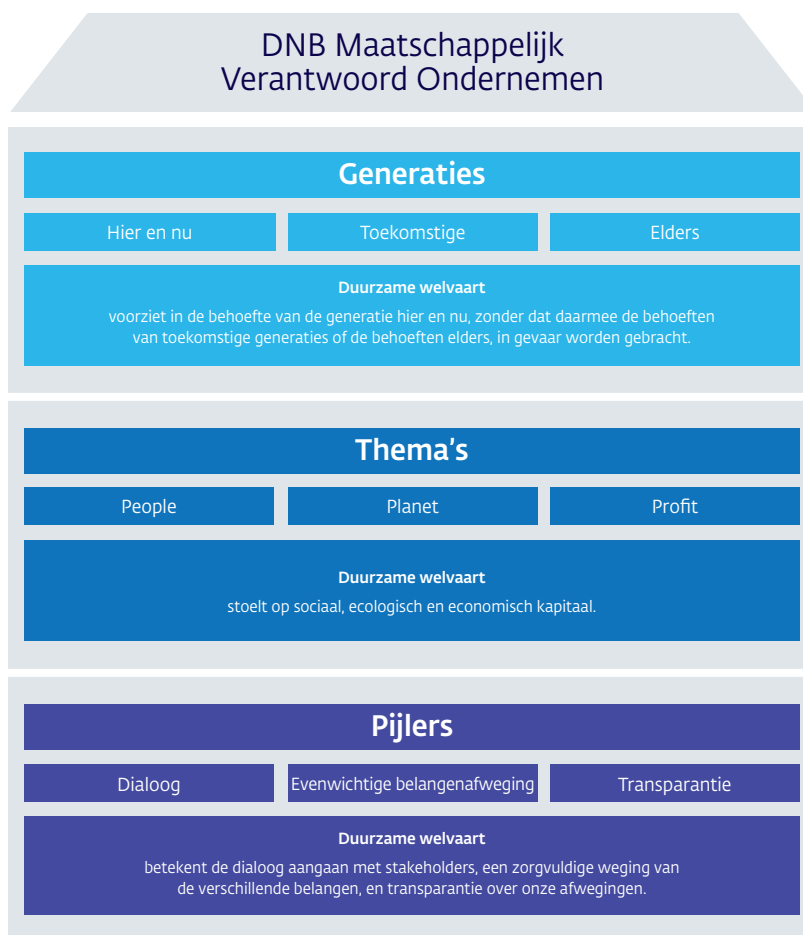 DNB Maatschappelijk
Verantwoord Ondernemen
Generaties
Hier en nu
Toekomstige
Elders
Duurzame welvaart
voorziet in de behoefte van de generatie hier en nu, zonder dat daarmee de behoeften
van toekomstige generaties of de behoeften elders, in gevaar worden gebracht.
Thema's
People
Planet
Profit
Duurzame welvaart
stoelt op sociaal, ecologisch en economisch kapitaal.
Pijlers
Dialoog
Evenwichtige belangenafweging
Transparantie
Duurzame welvaart
betekent de dialoog aangaan met stakeholders, een zorgvuldige weging van
de verschillende belangen, en transparantie over onze afwegingen.